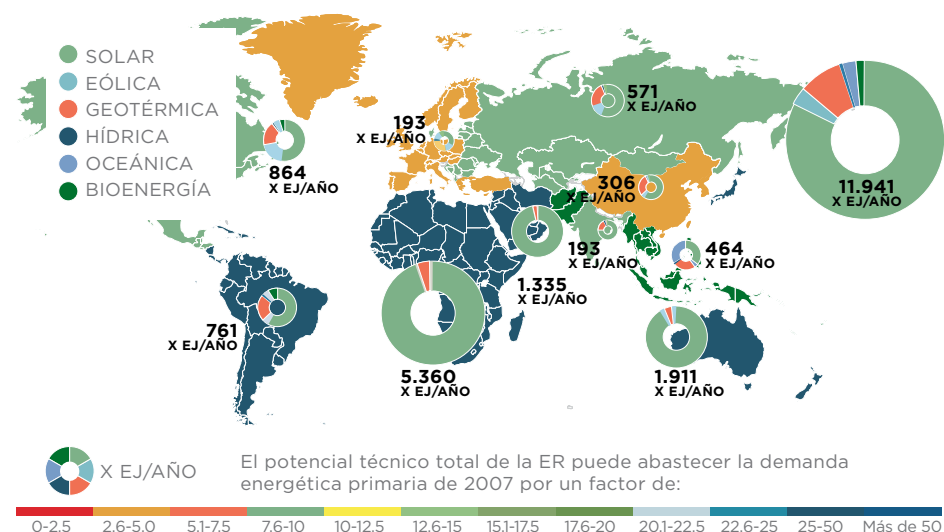 SOLAR
EÓLICA
GEOTÉRMICA
HÍDRICA
OCEÁNICA
BIOENERGÍA
864
X EJ/AÑO
193
X EJ/AÑO
571
X EJ/AÑO
306
X EJ/AÑO
11.941
X EJ/AÑO
193
X EJ/AÑO
464
X EJ/AÑO
1.335
X EJ/AÑO
761
X EJ/AÑO
5.360
X EJ/AÑO
1.911
X EJ/AÑO
X EJ/AÑO
El potencial técnico total de la ER puede abastecer la demanda
energética primaria de 2007 por un factor de:
0-2.5 2.6-5.0 5.1-7.5 7.6-10 10-12.5 12.6-15 15.1-17.5 17.6-20 20.1-22.5 22.6-25 25-50 Más de 50